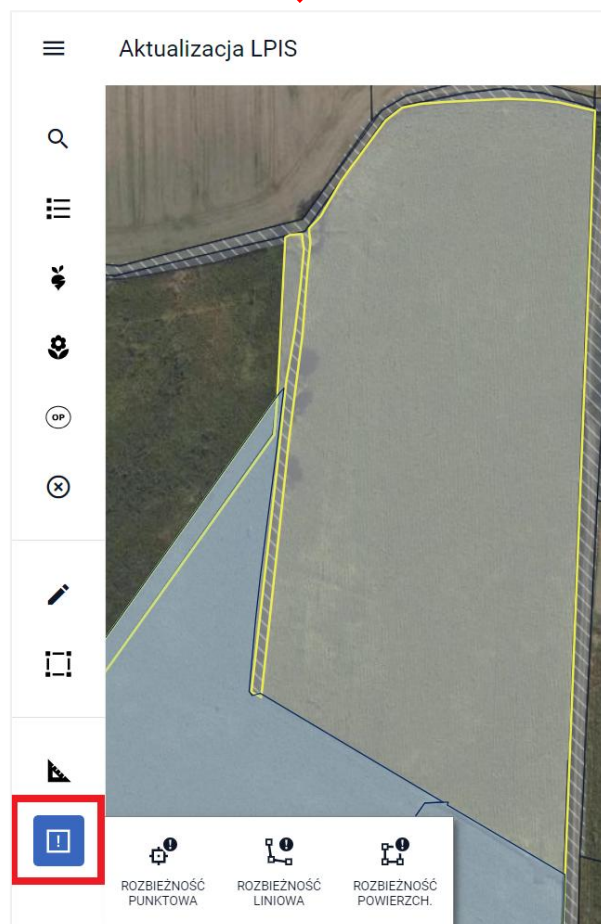 Aktualizacja LPIS
OP
ROZBIEŻNOŚĆ
PUNKTOWA
ROZBIEŻNOŚĆ
LINIOWA
ROZBIEŻNOŚĆ
POWIERZCH.